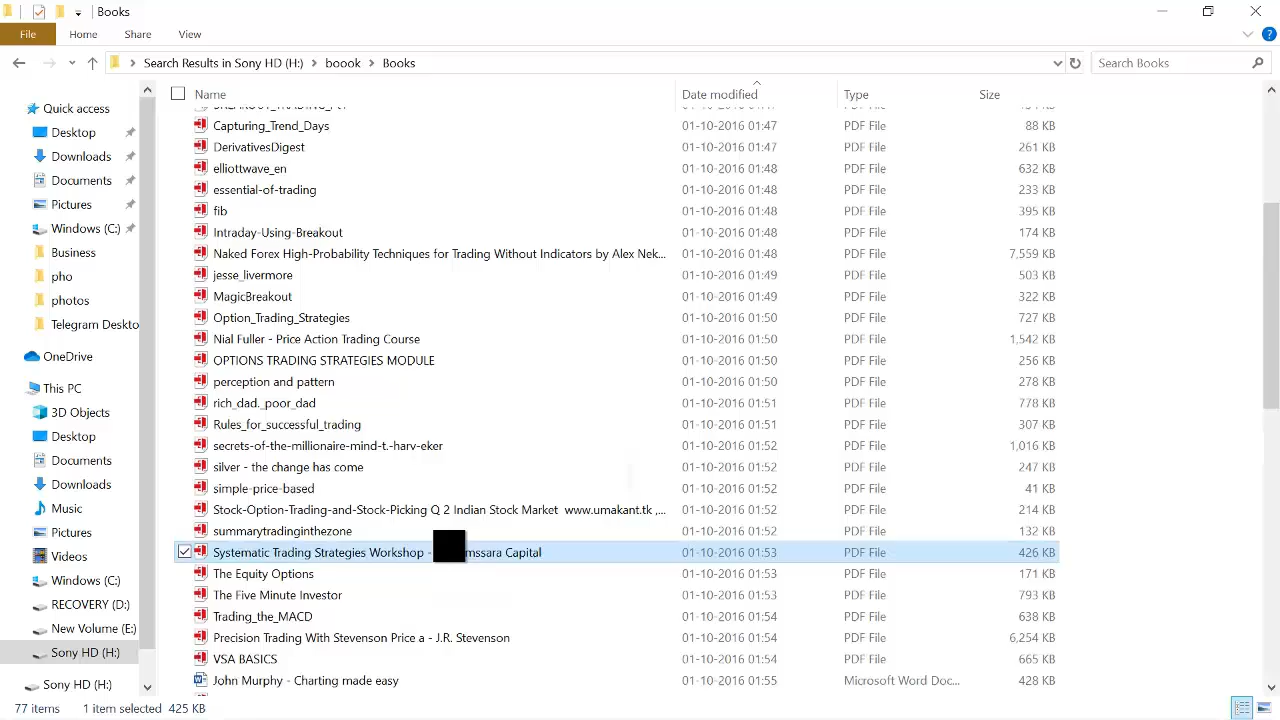 Books
File Home Share View
Search Results in Sony HD (H:) boook Books Search Books
Name Date modified Type Size
Quick access
Desktop
Downloads
Documents
Pictures
Windows (C:)
Business
pho
photos
Telegram Deskto
OneDrive
This PC
3D Objects
Desktop
Documents
Downloads
Music
Pictures
Videos
Windows (C:)
RECOVERY (D:)
New Volume (E:)
Sony HD (H:)
Sony HD (H:)
Capturing_Trend_Days 01-10-2016 01:47 PDF File 88 KB
DerivativesDigest 01-10-2016 01:47 PDF File 261 KB
elliottwave_en 01-10-2016 01:48 PDF File 632 KB
essential-of-trading 01-10-2016 01:48 PDF File 233 KB
fib 01-10-2016 01:48 PDF File 395 KB
Intraday-Using-Breakout 01-10-2016 01:48 PDF File 174 KB
Naked Forex High-Probability Techniques for Trading Without Indicators by Alex Nek... 01-10-2016 01:48 PDF File 7,559 KB
jesse_livermore 01-10-2016 01:49 PDF File 503 KB
MagicBreakout 01-10-2016 01:49 PDF File 322 KB
Option_Trading_Strategies 01-10-2016 01:50 PDF File 727 KB
Nial Fuller - Price Action Trading Course 01-10-2016 01:50 PDF File 1,542 KB
OPTIONS TRADING STRATEGIES MODULE 01-10-2016 01:50 PDF File 256 KB
perception and pattern 01-10-2016 01:50 PDF File 278 KB
rich_dad._poor_dad 01-10-2016 01:51 PDF File 778 KB
Rules_for_successful_trading 01-10-2016 01:51 PDF File 307 KB
secrets-of-the-millionaire-mind-t.-harv-eker 01-10-2016 01:52 PDF File 1,016 KB
silver - the change has come 01-10-2016 01:52 PDF File 247 KB
simple-price-based 01-10-2016 01:52 PDF File 41 KB
Stock-Option-Trading-and-Stock-Picking Q 2 Indian Stock Market www.umakant.tk ,... 01-10-2016 01:52 PDF File 214 KB
summarytradinginthezone 01-10-2016 01:52 PDF File 132 KB
Systematic Trading Strategies Workshop - mssara Capital 01-10-2016 01:53 PDF File 426 KB
The Equity Options 01-10-2016 01:53 PDF File 171 KB
The Five Minute Investor 01-10-2016 01:53 PDF File 793 KB
Trading_the_MACD 01-10-2016 01:54 PDF File 638 KB
Precision Trading With Stevenson Price a - J.R. Stevenson 01-10-2016 01:54 PDF File 6,254 KB
VSA BASICS 01-10-2016 01:54 PDF File 665 KB
John Murphy - Charting made easy 01-10-2016 01:55 Microsoft Word Doc... 428 KB
77 items 1 item selected 425 KB